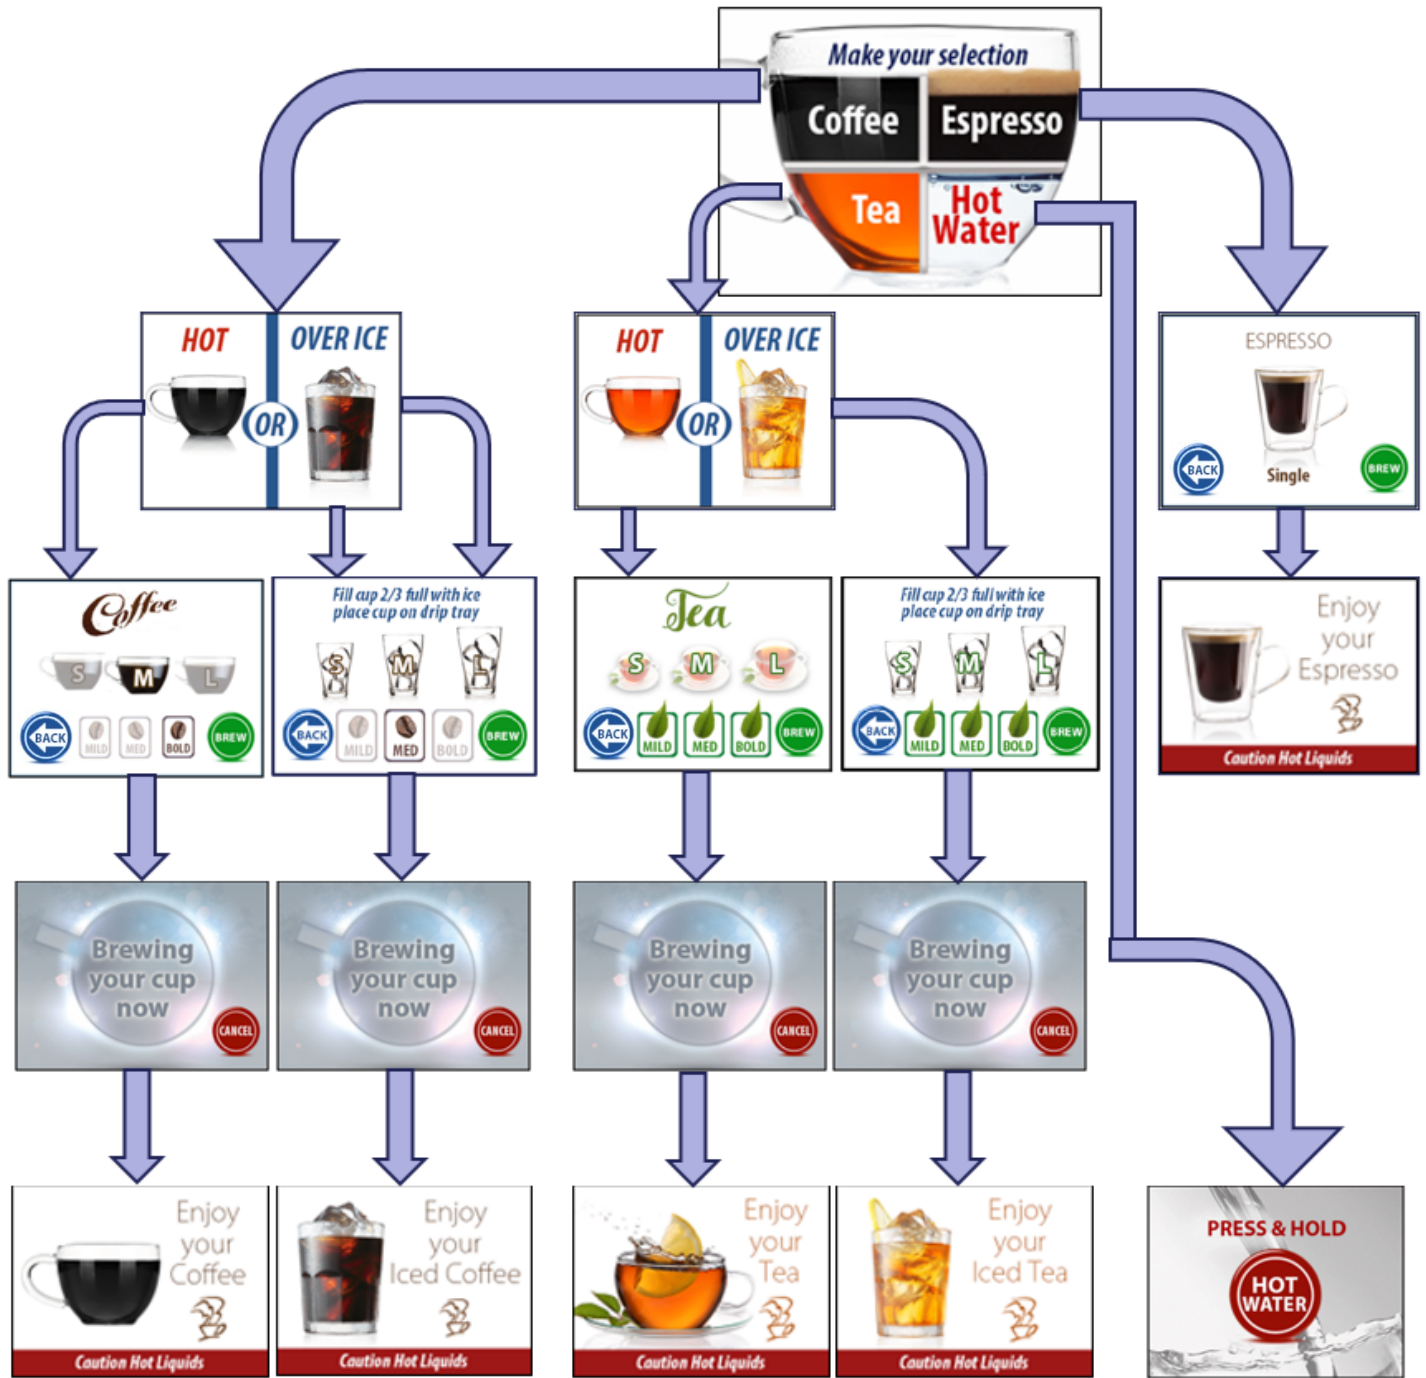 Make your selection
Coffee
Espresso
Tea
Hot
Water
HOT
OVER ICE
OR
HOT
OVER ICE
OR
ESPRESSO
BACK
Single
BREW
Coffee
S
M
L
BACK
MILD
MED
BOLD
BREW
Fill cup 2/3 full with ice
place cup on drip tray
S
M
L
BACK
MILD
MED
BOLD
BREW
Tea
S
M
L
BACK
MILD
MED
BOLD
BREW
Fill cup 2/3 full with ice
place cup on drip tray
S
M
L
BACK
MILD
MED
BOLD
BREW
Enjoy
your
Espresso
Caution Hot Liquids
Brewing
your cup
now
CANCEL
Brewing
your cup
now
CANCEL
Brewing
your cup
now
CANCEL
Brewing
your cup
now
CANCEL
Enjoy
your
Coffee
Caution Hot Liquids
Enjoy
your
Iced Coffee
Caution Hot Liquids
Enjoy
your
Tea
Caution Hot Liquids
Enjoy
your
Iced Tea
Caution Hot Liquids
PRESS & HOLD
HOT
WATER